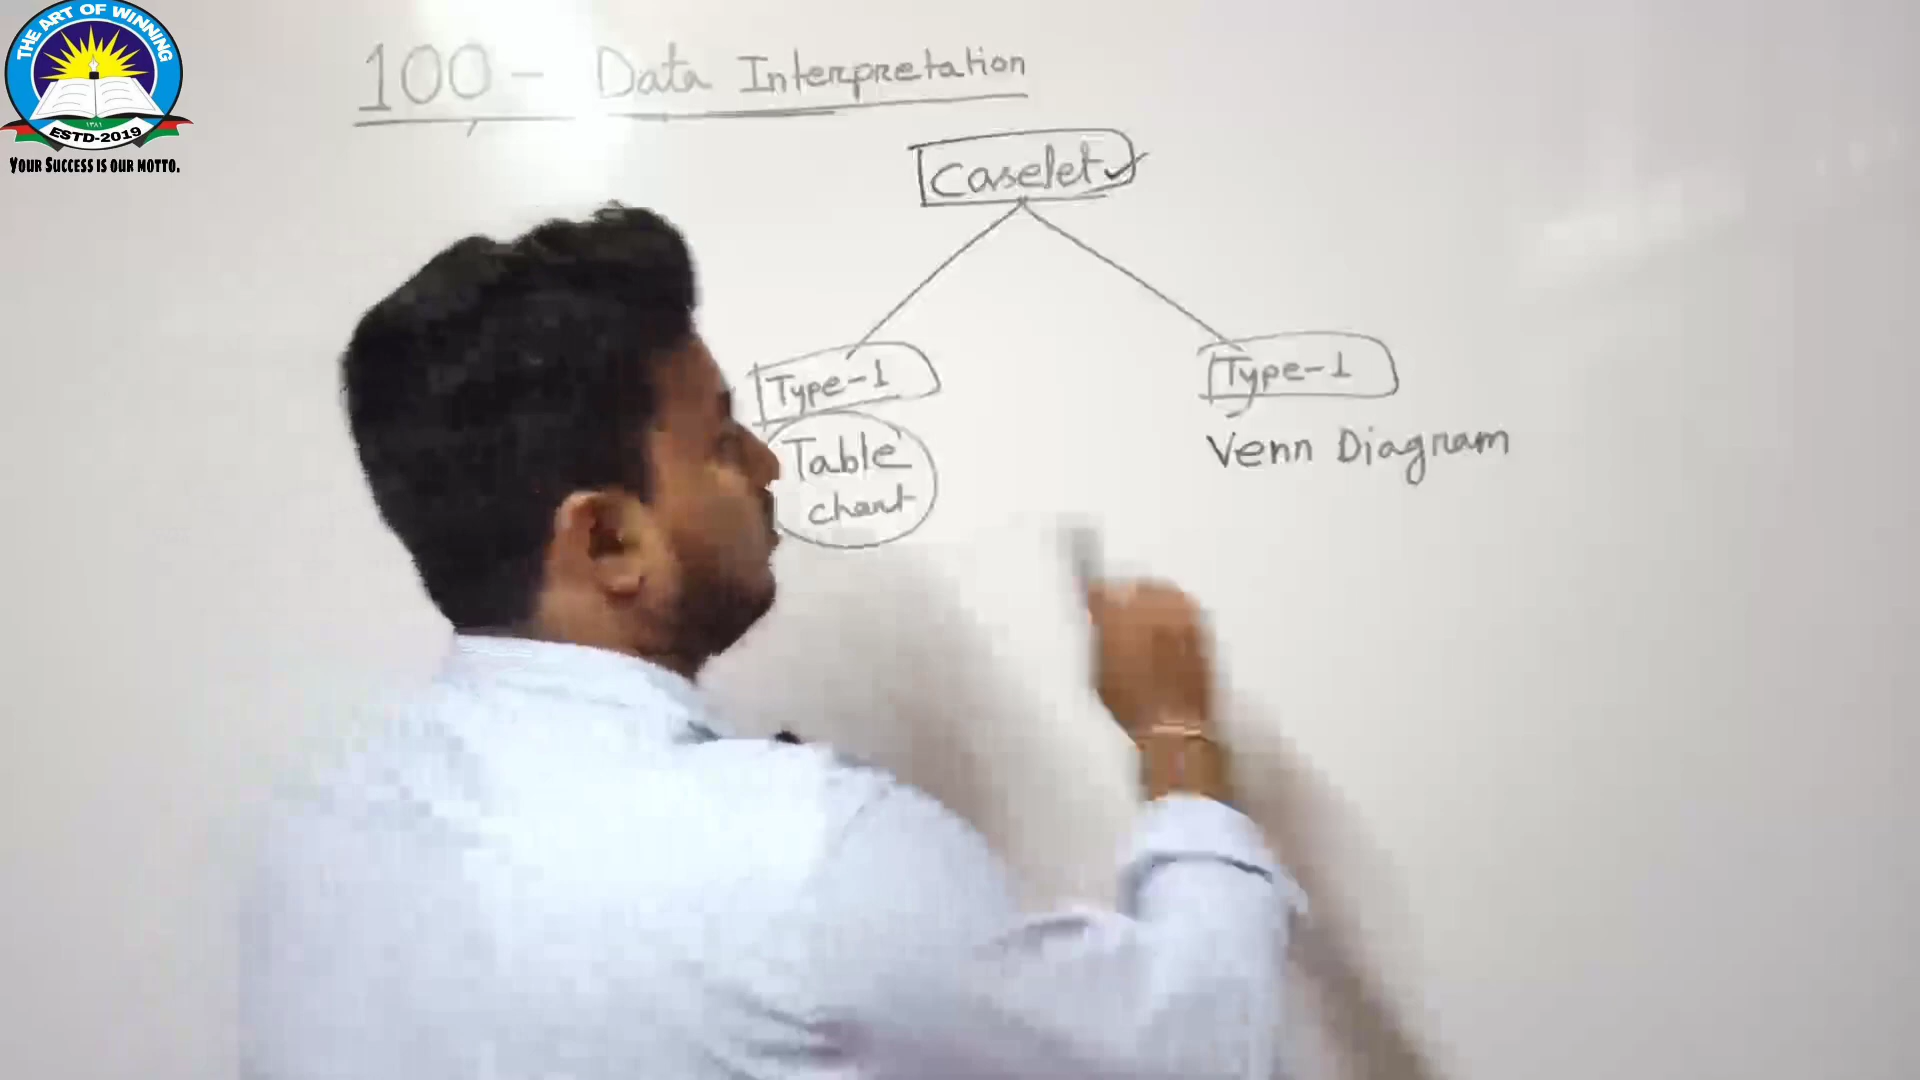 THE ART OF WINNING
ESTD-2019
YOUR SUCCESS IS OUR MOTTO.
100 - Data Interpretation
Caselet
Type-1
Type-1
Table
chart
Venn Diagram